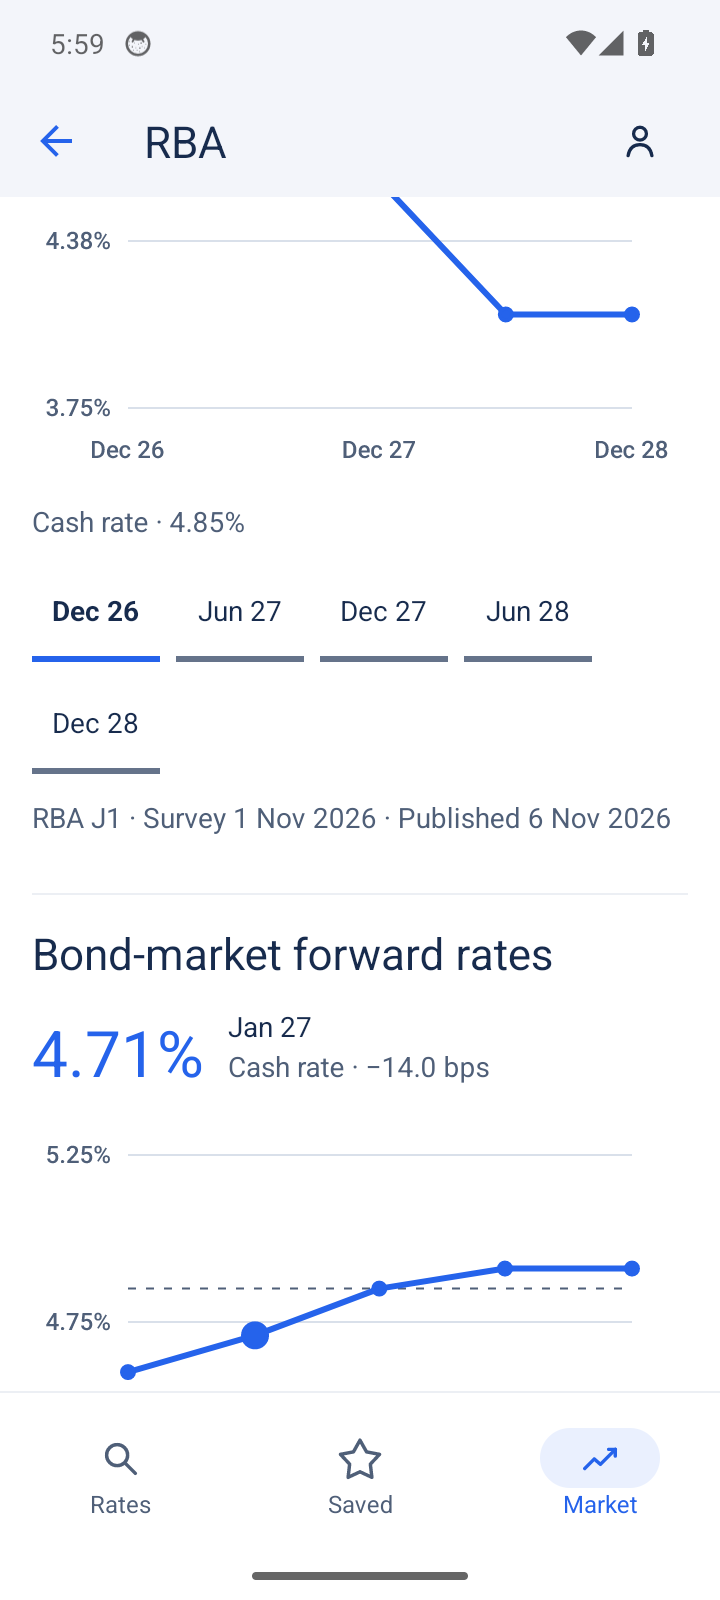 5:59
RBA
4.38%
3.75%
Dec 26 Dec 27 Dec 28
Cash rate · 4.85%
Dec 26 Jun 27 Dec 27 Jun 28
Dec 28
RBA J1 · Survey 1 Nov 2026 · Published 6 Nov 2026
Bond-market forward rates
4.71% Jan 27
Cash rate · −14.0 bps
5.25%
4.75%
Rates Saved Market